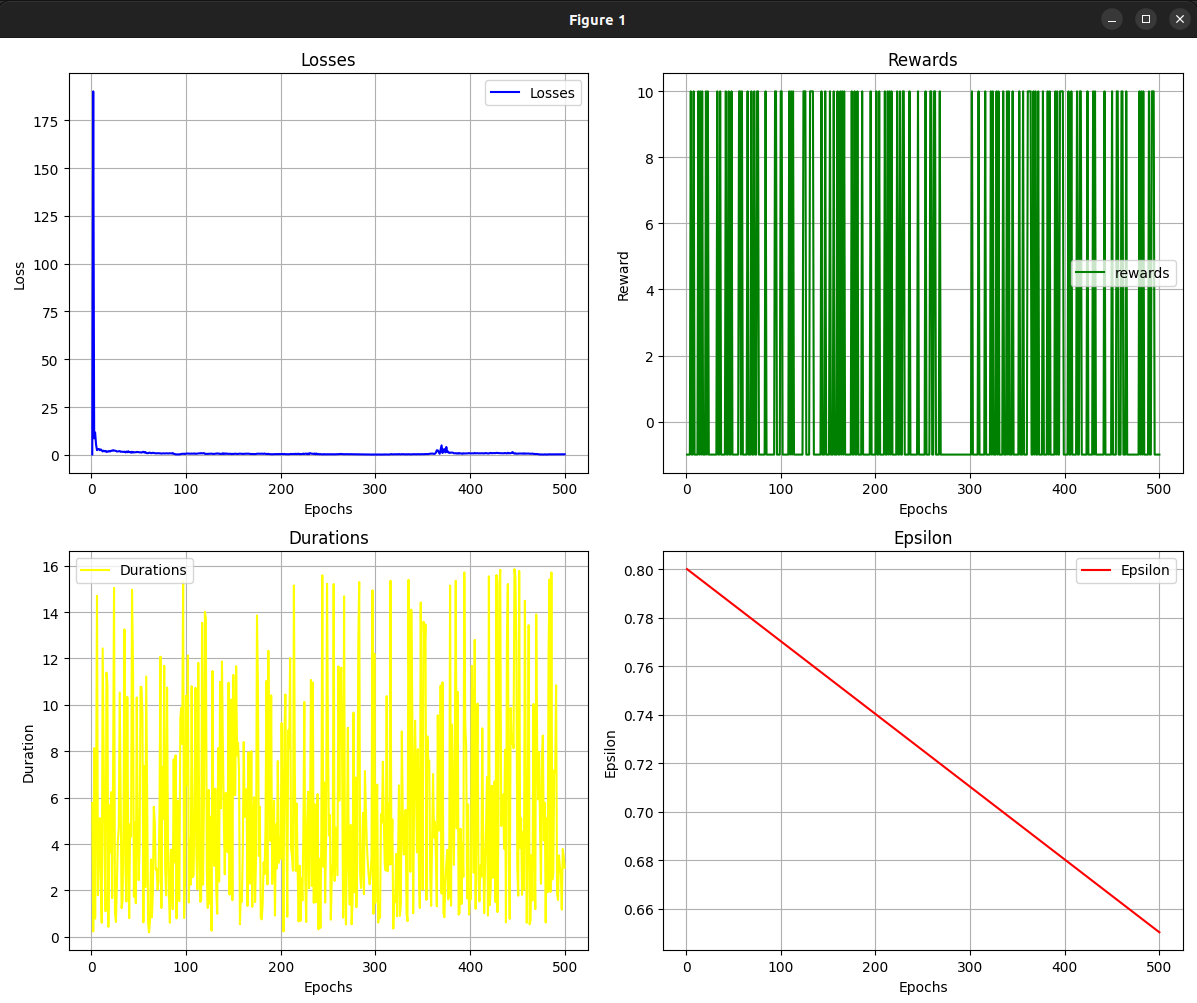 Figure 1
Losses
Losses
Loss
175
150
125
100
75
50
25
0
0 100 200 300 400 500
Epochs
Rewards
rewards
Reward
10
8
6
4
2
0
0 100 200 300 400 500
Epochs
Durations
Durations
Duration
16
14
12
10
8
6
4
2
0
0 100 200 300 400 500
Epochs
Epsilon
Epsilon
Epsilon
0.80
0.78
0.76
0.74
0.72
0.70
0.68
0.66
0 100 200 300 400 500
Epochs